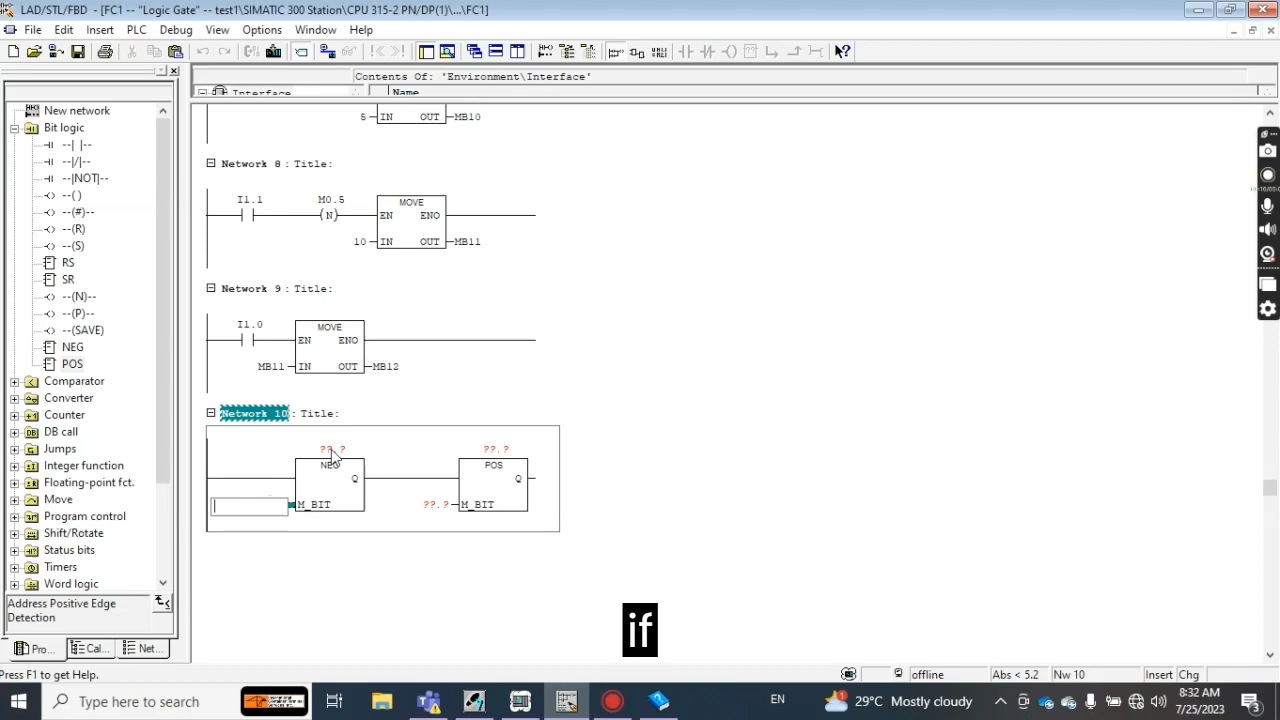 LAD/STL/FBD - [FC1 -- "Logic Gate" -- test1\SIMATIC 300 Station\CPU 315-2 PN/DP(1)\...\FC1]
File Edit Insert PLC Debug View Options Window Help
Contents Of: 'Environment\Interface'
Interface Name
New network
Bit logic
--| |--
--|/|--
--|NOT|--
--( )
--(#)--
--(R)
--(S)
RS
SR
--(N)--
--(P)--
--(SAVE)
NEG
POS
Comparator
Converter
Counter
DB call
Jumps
Integer function
Floating-point fct.
Move
Program control
Shift/Rotate
Status bits
Timers
Word logic
Address Positive Edge
Detection
Pro... Cal... Net...
5 IN OUT MB10
Network 8 : Title:
I1.1 M0.5 MOVE
(N) EN ENO
10 IN OUT MB11
Network 9 : Title:
I1.0 MOVE
EN ENO
MB11 IN OUT MB12
Network 10 : Title:
??.? ??.?
NEG POS
Q Q
M_BIT ??.? M_BIT
if
Press F1 to get Help.
offline Abs < 5.2 Nw 10 Insert Chg
Type here to search
EN 29°C Mostly cloudy
8:32 AM
7/25/2023
3